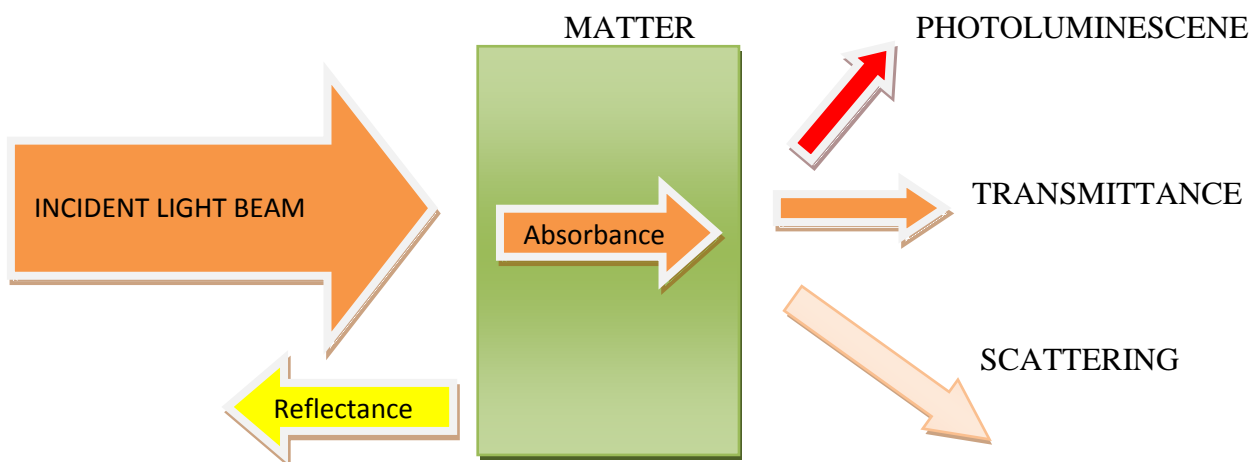 MATTER
PHOTOLUMINESCENE
INCIDENT LIGHT BEAM
Absorbance
TRANSMITTANCE
SCATTERING
Reflectance